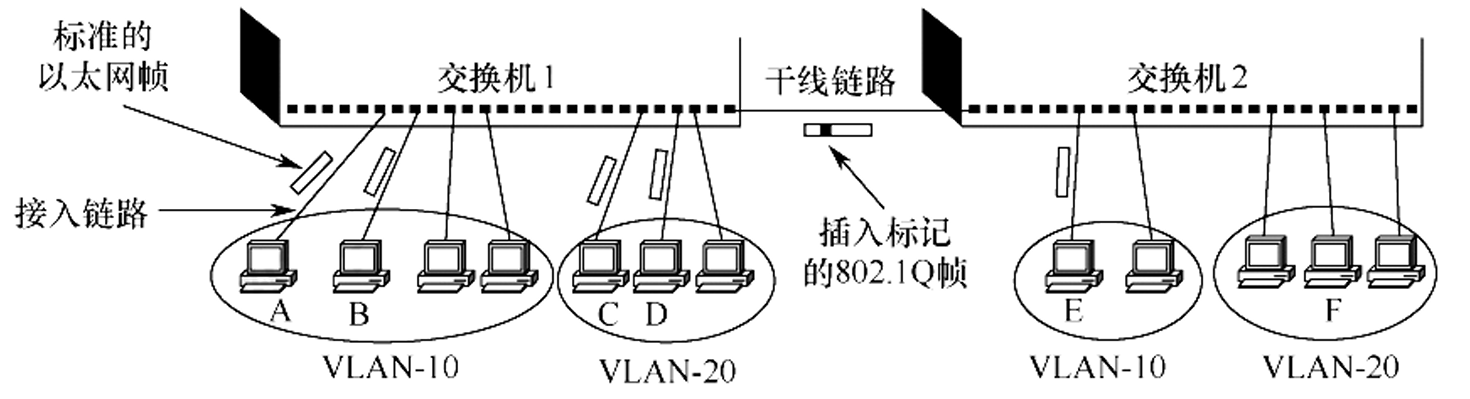 标准的
以太网帧
交换机1
干线链路
交换机2
接入链路
插入标记
的802.1Q帧
A
B
C
D
E
F
VLAN-10
VLAN-20
VLAN-10
VLAN-20